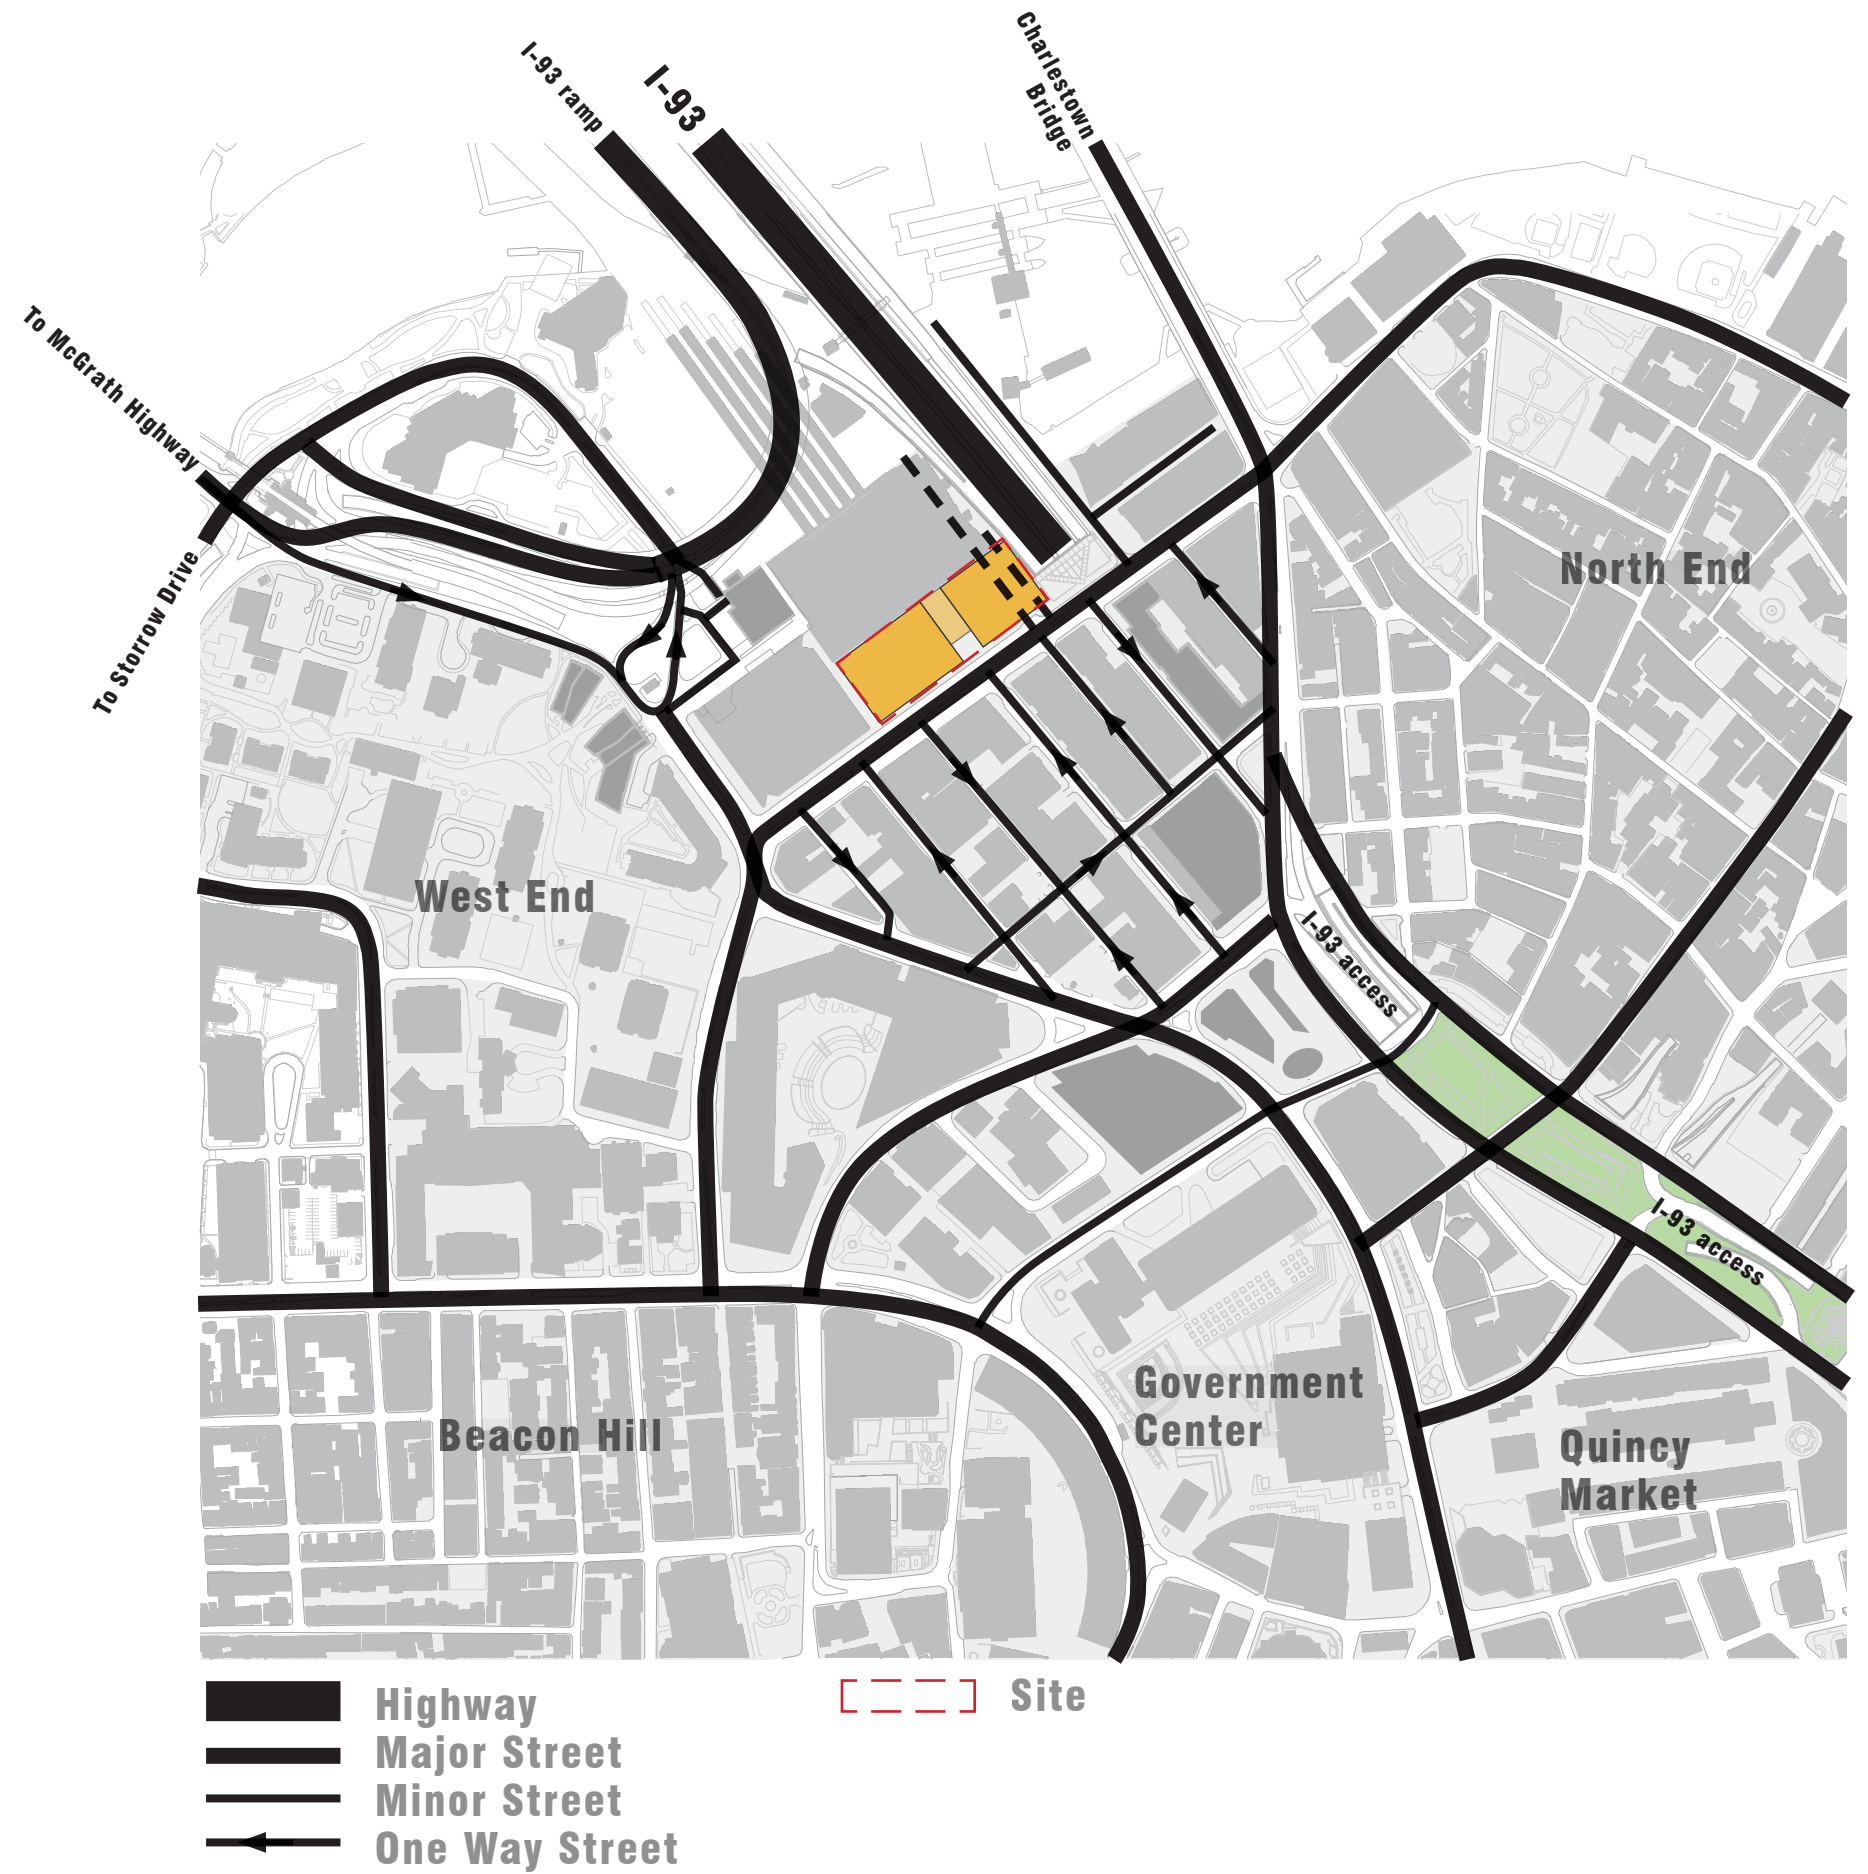 Charlestown
Bridge
I-93 ramp
I-93
To McGrath Highway
To Storrow Drive
North End
West End
I-93 access
I-93 access
Beacon Hill
Government
Center
Quincy
Market
Highway
Site
Major Street
Minor Street
One Way Street